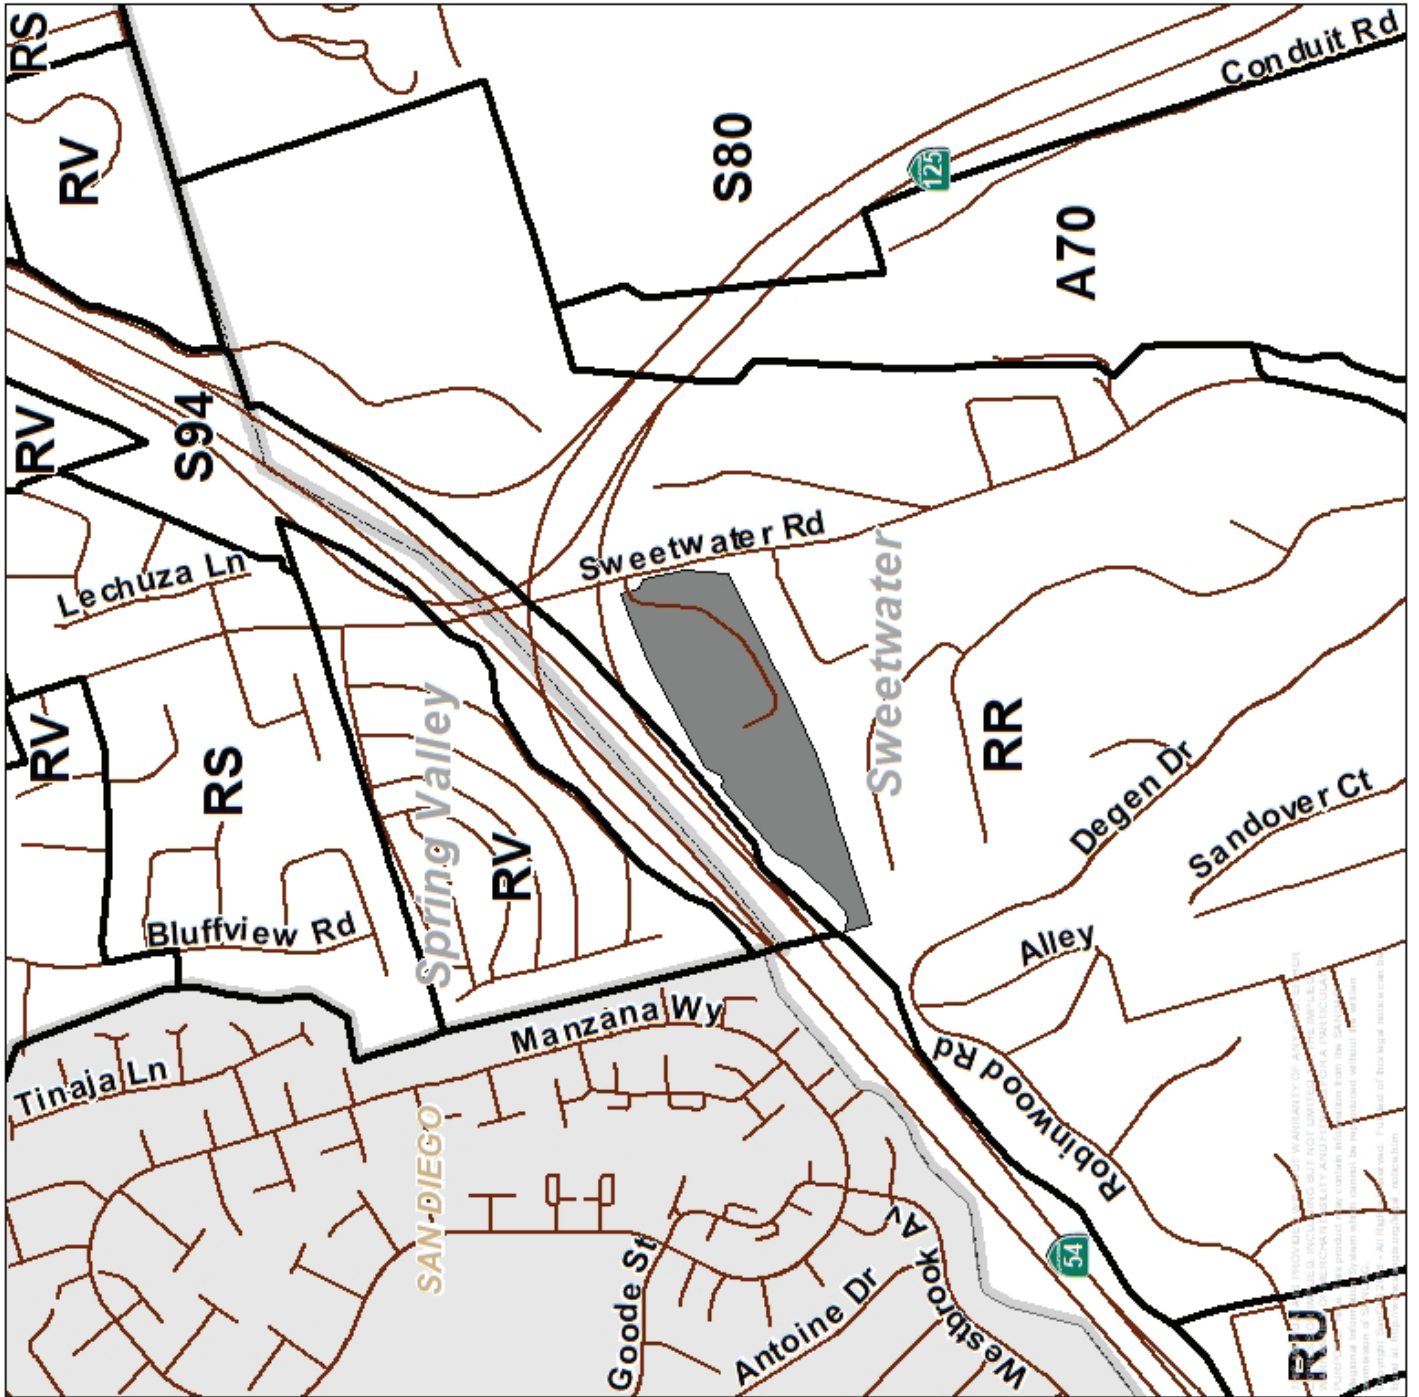 RS
Conduit Rd
RV
S80
125
A70
RV
S94
Lechuza Ln
Sweetwater Rd
Sweetwater
RV
RS
Spring Valley
RV
RR
Degen Dr
Sandover Ct
Bluffview Rd
Alley
Manzana Wy
Tinaja Ln
Robinwood Rd
SAN DIEGO
54
Goode St
Westbrook Av
Antoine Dr
RU